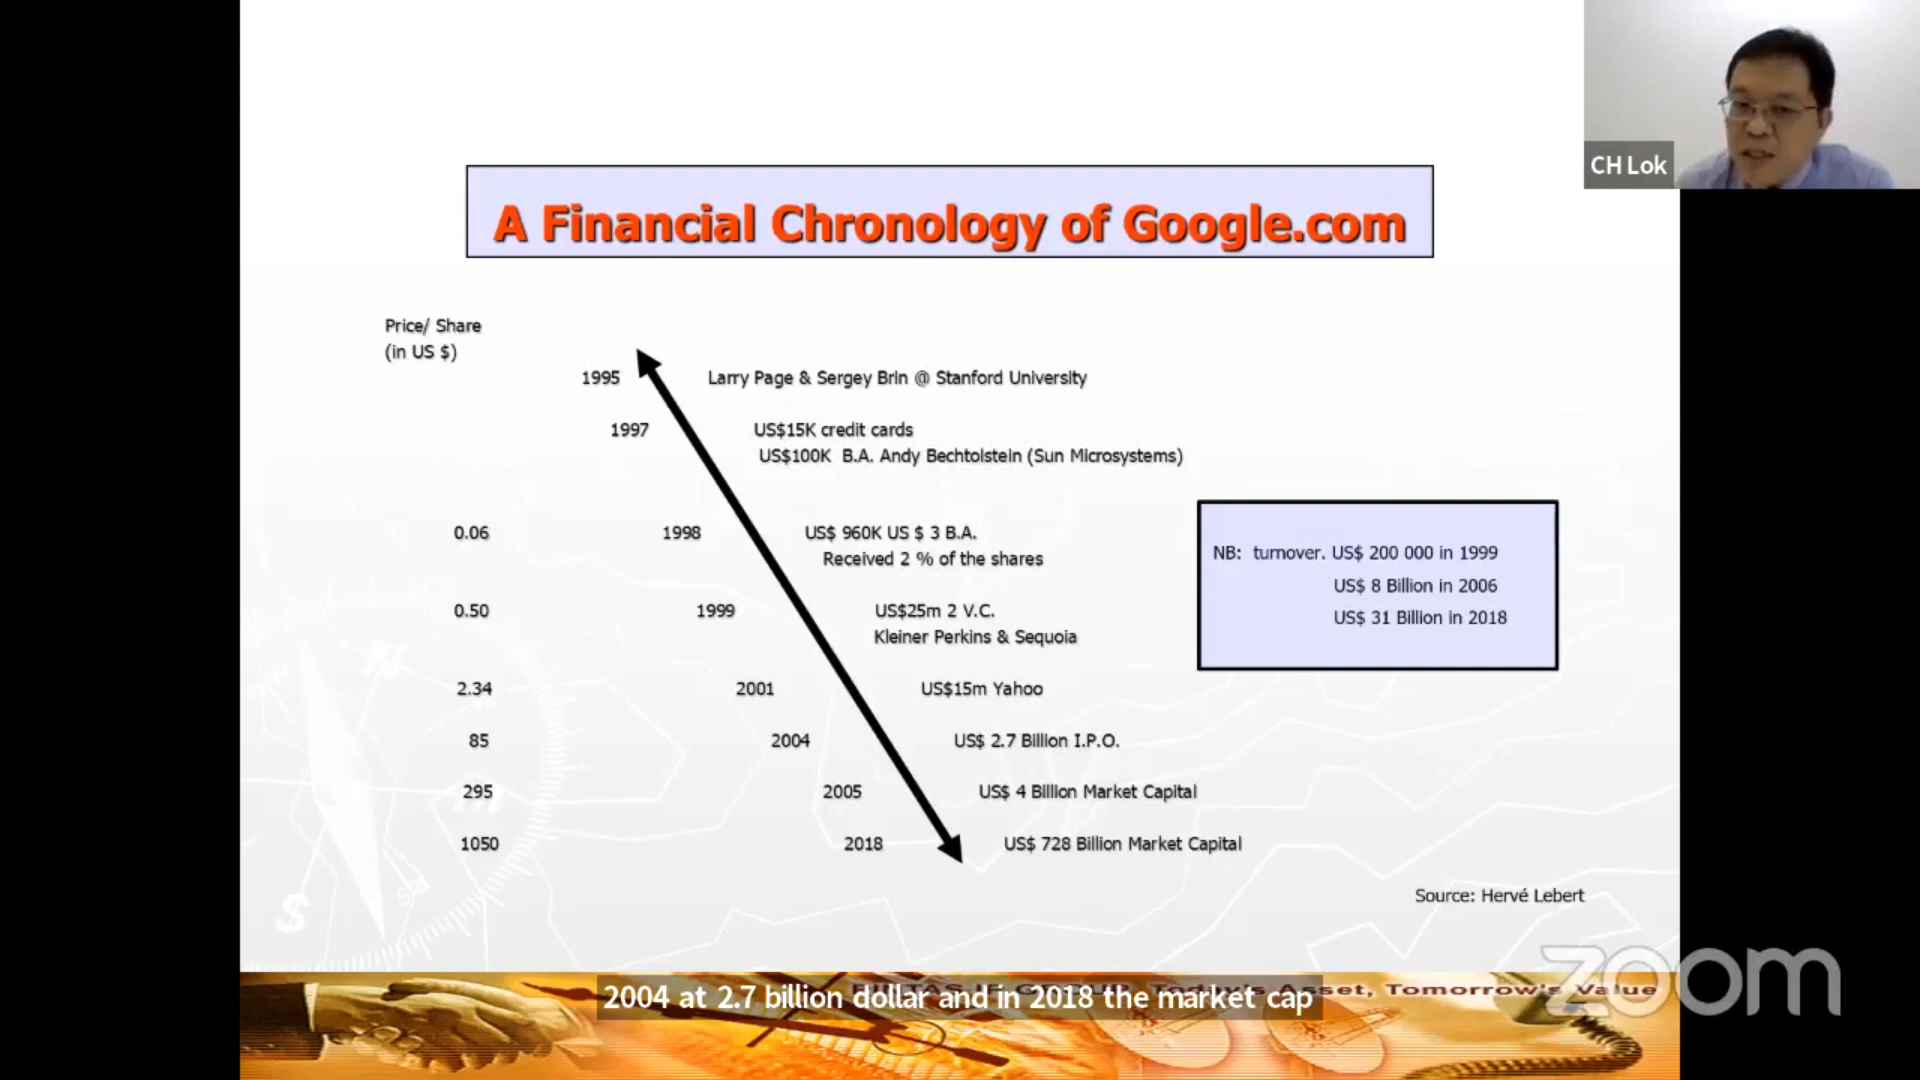 CH Lok
A Financial Chronology of Google.com
Price/ Share
(in US $)
1995 Larry Page & Sergey Brin @ Stanford University
1997 US$15K credit cards
US$100K B.A. Andy Bechtolstein (Sun Microsystems)
0.06 1998 US$ 960K US $ 3 B.A.
Received 2 % of the shares
0.50 1999 US$25m 2 V.C.
Kleiner Perkins & Sequoia
2.34 2001 US$15m Yahoo
85 2004 US$ 2.7 Billion I.P.O.
295 2005 US$ 4 Billion Market Capital
1050 2018 US$ 728 Billion Market Capital
NB: turnover. US$ 200 000 in 1999
US$ 8 Billion in 2006
US$ 31 Billion in 2018
Source: Hervé Lebert
Today's Asset, Tomorrow's Value
2004 at 2.7 billion dollar and in 2018 the market cap
zoom